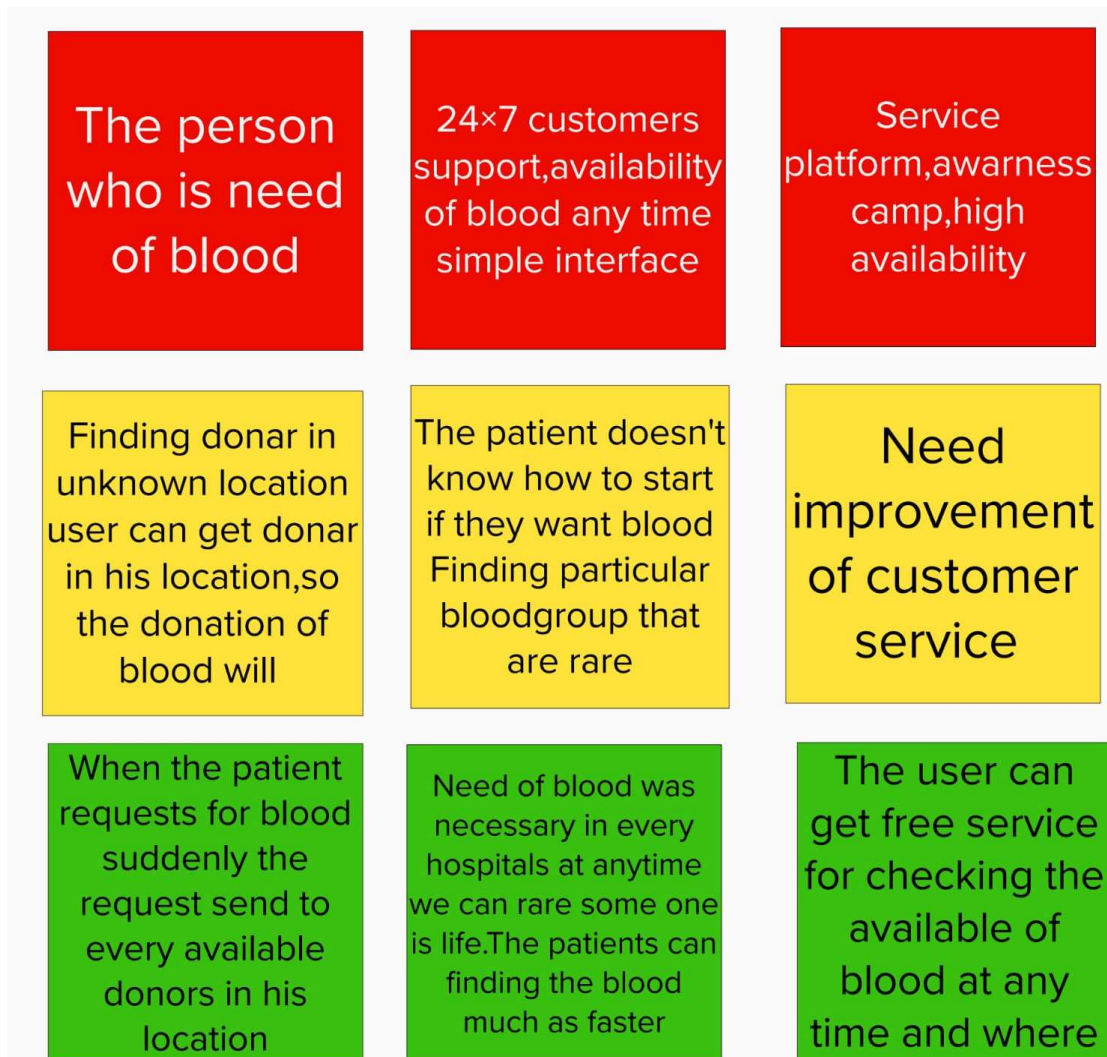 The person
who is need
of blood
24×7 customers
support,availability
of blood any time
simple interface
Service
platform,awarness
camp,high
availability
Finding donar in
unknown location
user can get donar
in his location,so
the donation of
blood will
The patient doesn't
know how to start
if they want blood
Finding particular
bloodgroup that
are rare
Need
improvement
of customer
service
When the patient
requests for blood
suddenly the
request send to
every available
donors in his
location
Need of blood was
necessary in every
hospitals at anytime
we can rare some one
is life.The patients can
finding the blood
much as faster
The user can
get free service
for checking the
available of
blood at any
time and where